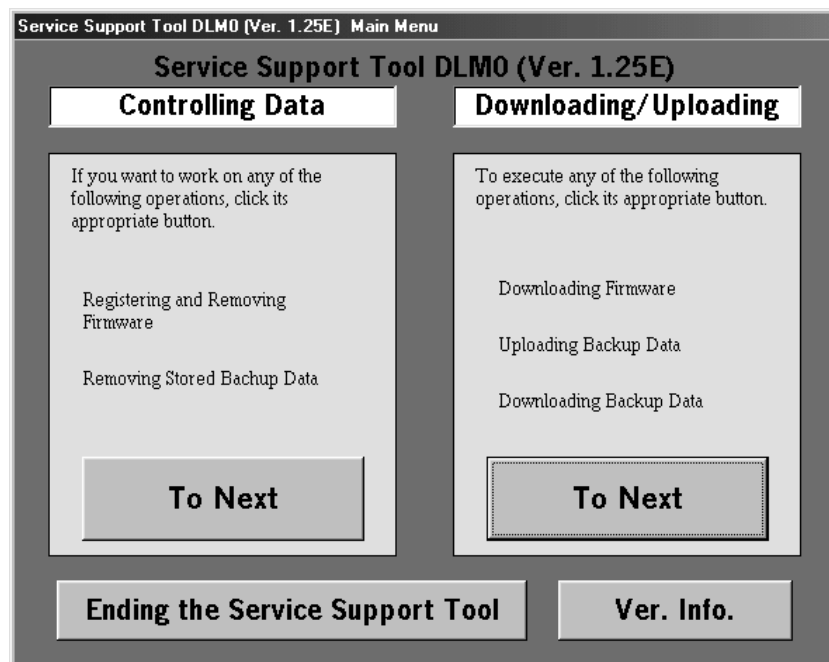 Service Support Tool DLM0 (Ver. 1.25E)  Main Menu
Service Support Tool DLM0 (Ver. 1.25E)
Controlling Data
If you want to work on any of the
following operations, click its
appropriate button.
Registering and Removing
Firmware
Removing Stored Bachup Data
To Next
Downloading/Uploading
To execute any of the following
operations, click its appropriate button.
Downloading Firmware
Uploading Backup Data
Downloading Backup Data
To Next
Ending the Service Support Tool
Ver. Info.